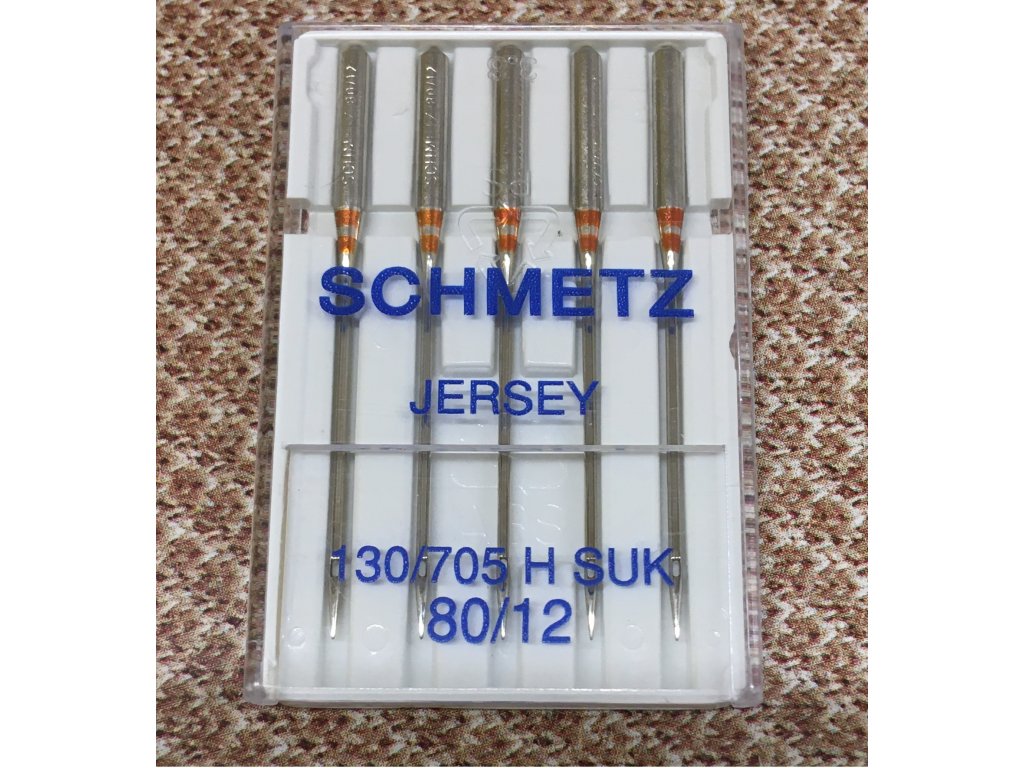 SCHMETZ
JERSEY
130/705 H SUK
80/12